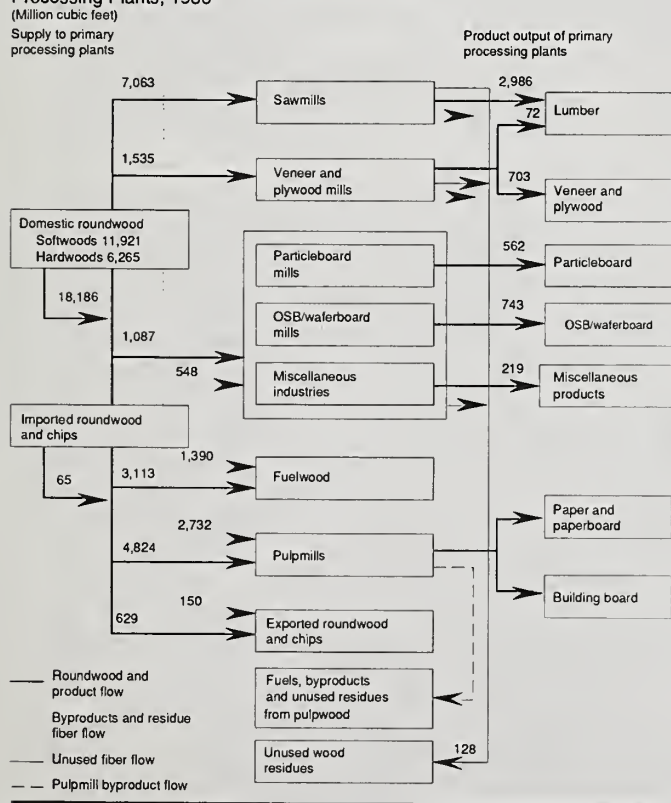 (Million cubic feet)
Supply to primary
processing plants
Product output of primary
processing plants
7,063
Sawmills
2,986
Lumber
72
1,535
Veneer and
plywood mills
703
Veneer and
plywood
Domestic roundwood
Softwoods 11,921
Hardwoods 6,265
18,186
Particleboard
mills
562
Particleboard
1,087
OSB/waferboard
mills
743
OSB/waferboard
548
Miscellaneous
industries
219
Miscellaneous
products
Imported roundwood
and chips
65
1,390
3,113
Fuelwood
2,732
4,824
Pulpmills
Paper and
paperboard
Building board
150
629
Exported roundwood
and chips
Fuels, byproducts
and unused residues
from pulpwood
Unused wood
residues
128
Roundwood and
product flow
Byproducts and residue
fiber flow
Unused fiber flow
Pulpmill byproduct flow